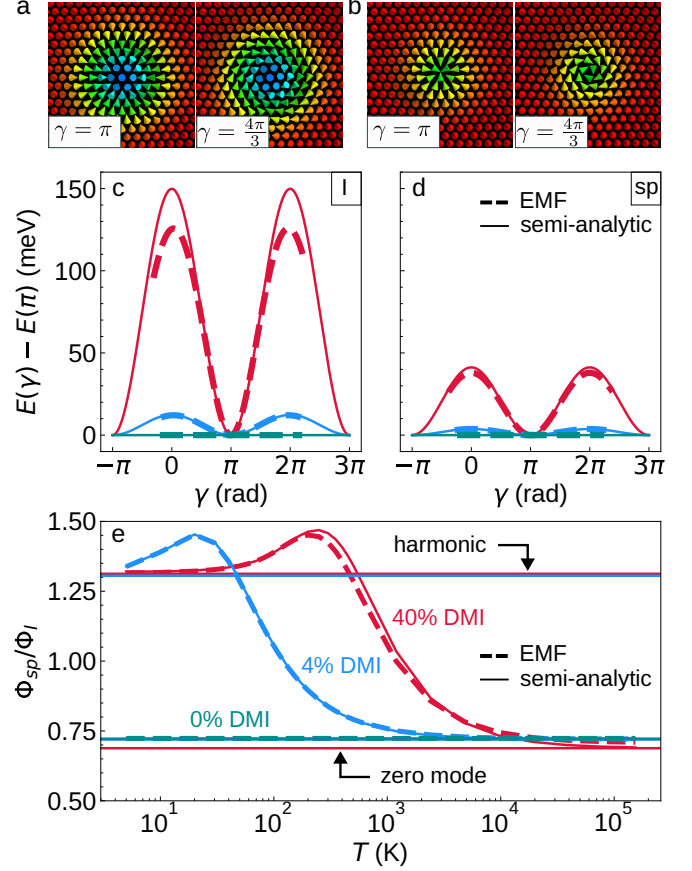 a
b
γ = π
γ = 4π/3
γ = π
γ = 4π/3
c
l
d
sp
EMF
semi-analytic
E(γ) − E(π) (meV)
150
100
50
0
−π
0
π
2π
3π
−π
0
π
2π
3π
γ (rad)
γ (rad)
e
harmonic
40% DMI
4% DMI
EMF
semi-analytic
0% DMI
zero mode
Φsp/Φl
1.50
1.25
1.00
0.75
0.50
10^1
10^2
10^3
10^4
10^5
T (K)